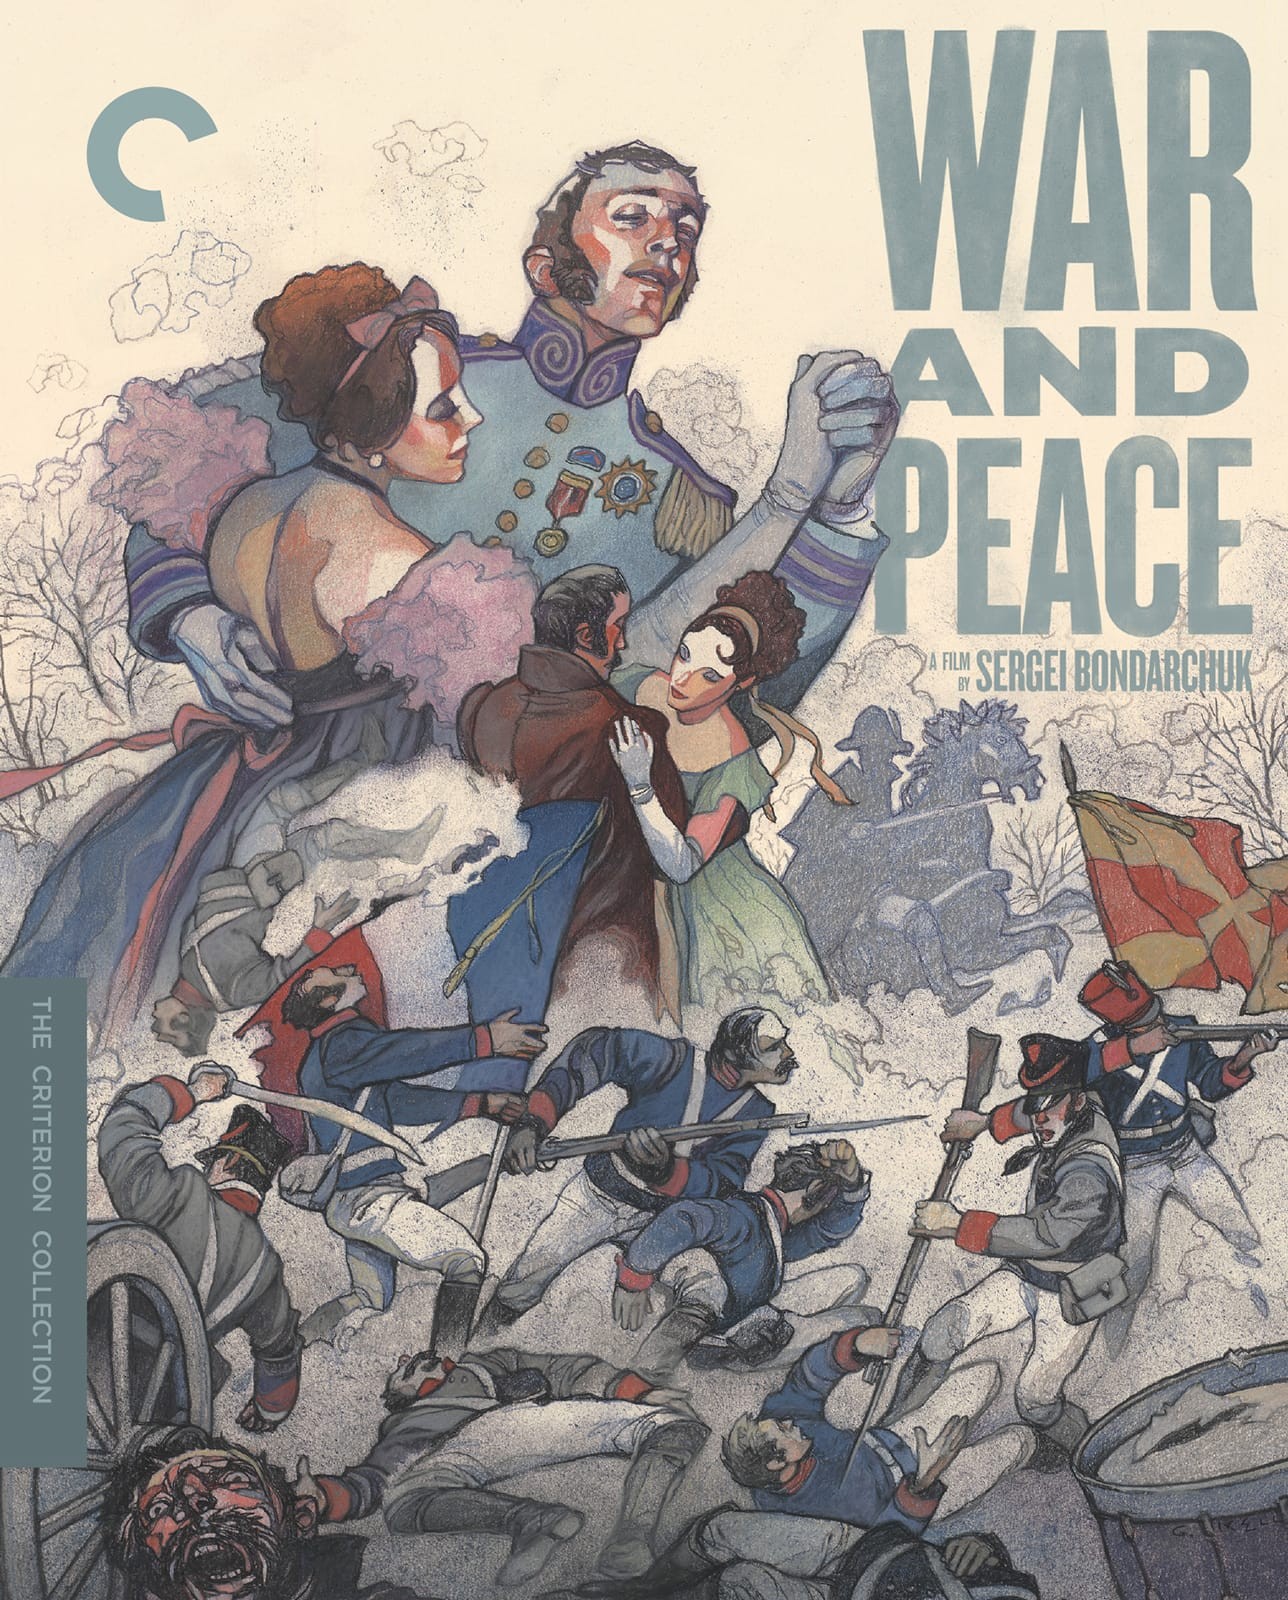 WAR
AND
PEACE
A FILM
BY SERGEI BONDARCHUK
THE CRITERION COLLECTION